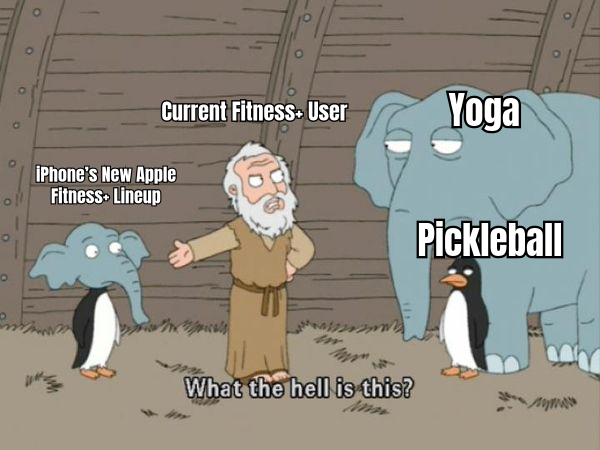 Current Fitness+ User
Yoga
iPhone's New Apple
Fitness+ Lineup
Pickleball
What the hell is this?